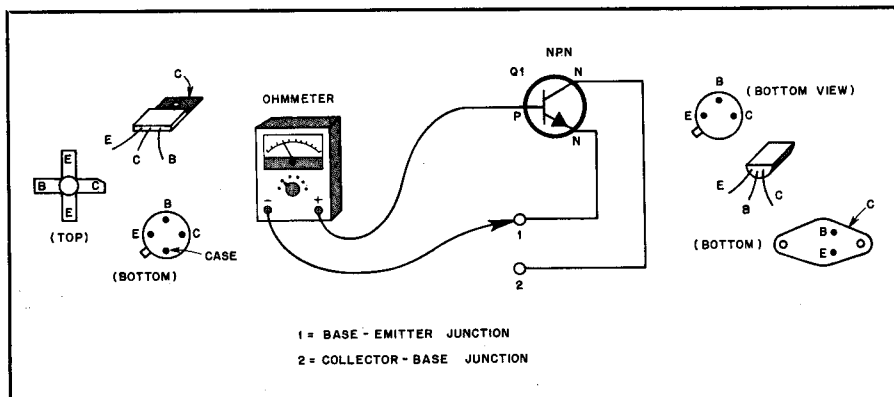 NPN
Q1
N
P
N
OHMMETER
-
+
1
2
C
E
C
B
E
B
C
E
(TOP)
B
E
C
CASE
(BOTTOM)
B
(BOTTOM VIEW)
E
C
E
B
C
C
(BOTTOM)
B
E
1 = BASE - EMITTER JUNCTION
2 = COLLECTOR - BASE JUNCTION